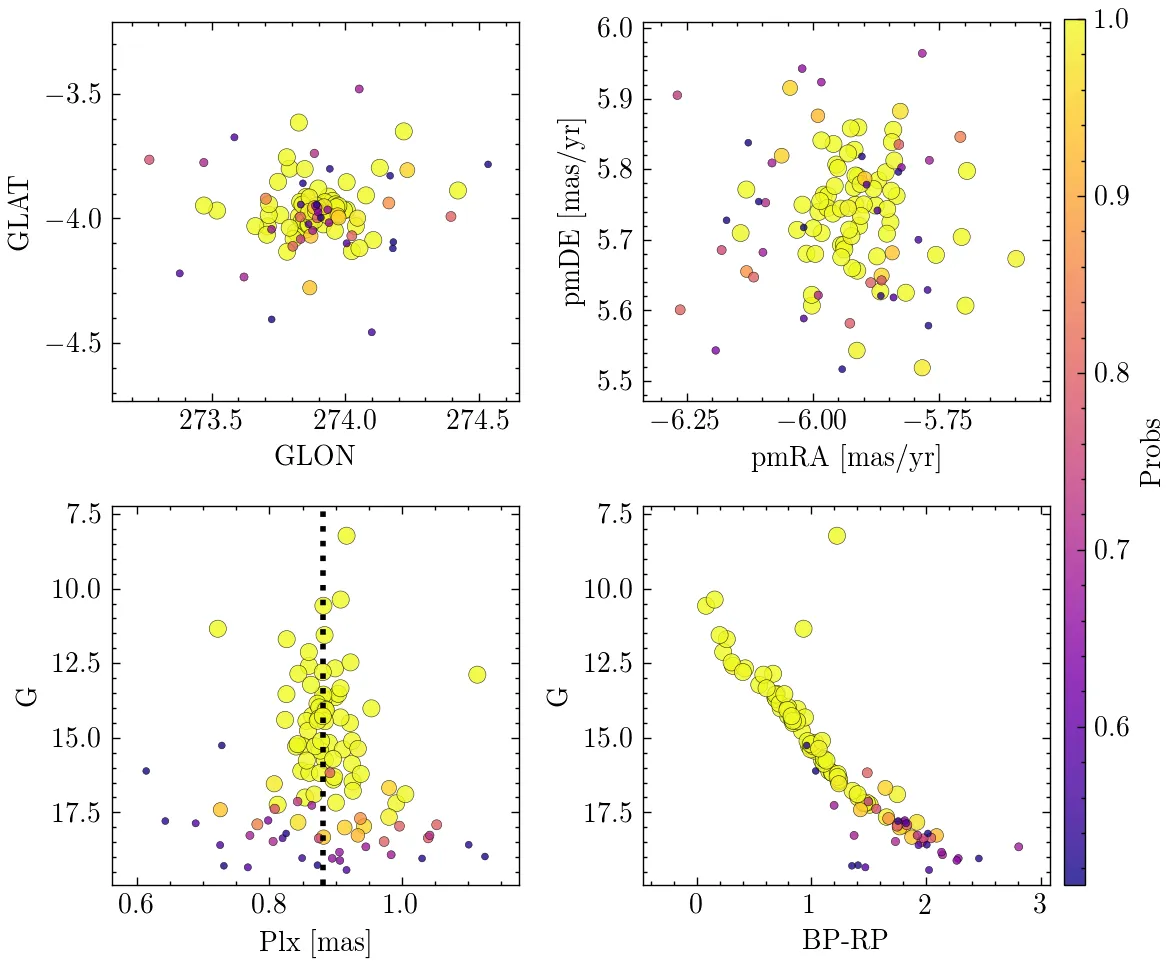 −3.5
−4.0
−4.5
GLAT
273.5 274.0 274.5
GLON
6.0
5.9
5.8
5.7
5.6
5.5
pmDE [mas/yr]
−6.25 −6.00 −5.75
pmRA [mas/yr]
7.5
10.0
12.5
15.0
17.5
G
0.6 0.8 1.0
Plx [mas]
7.5
10.0
12.5
15.0
17.5
G
0 1 2 3
BP-RP
1.0
0.9
0.8
0.7
0.6
Probs